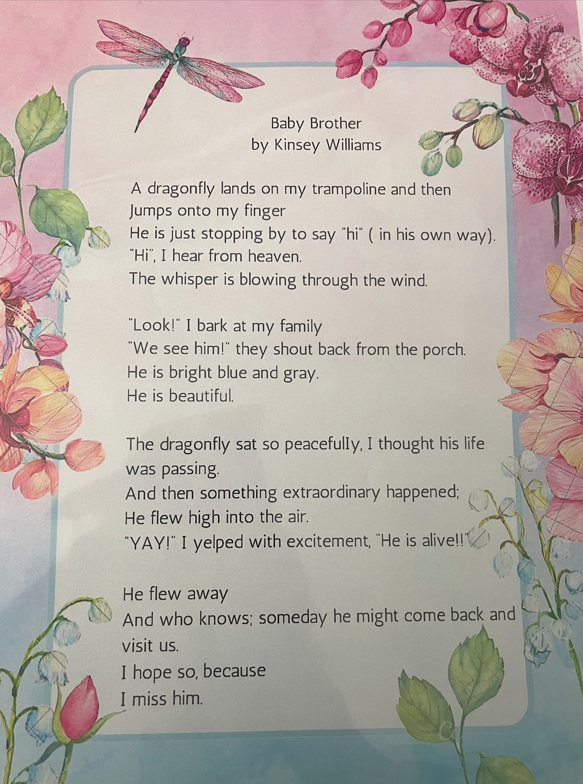 Baby Brother
by Kinsey Williams
A dragonfly lands on my trampoline and then
Jumps onto my finger
He is just stopping by to say "hi" ( in his own way).
"Hi", I hear from heaven.
The whisper is blowing through the wind.
"Look!" I bark at my family
"We see him!" they shout back from the porch.
He is bright blue and gray.
He is beautiful.
The dragonfly sat so peacefully, I thought his life
was passing.
And then something extraordinary happened;
He flew high into the air.
"YAY!" I yelped with excitement, "He is alive!!"
He flew away
And who knows; someday he might come back and
visit us.
I hope so, because
I miss him.